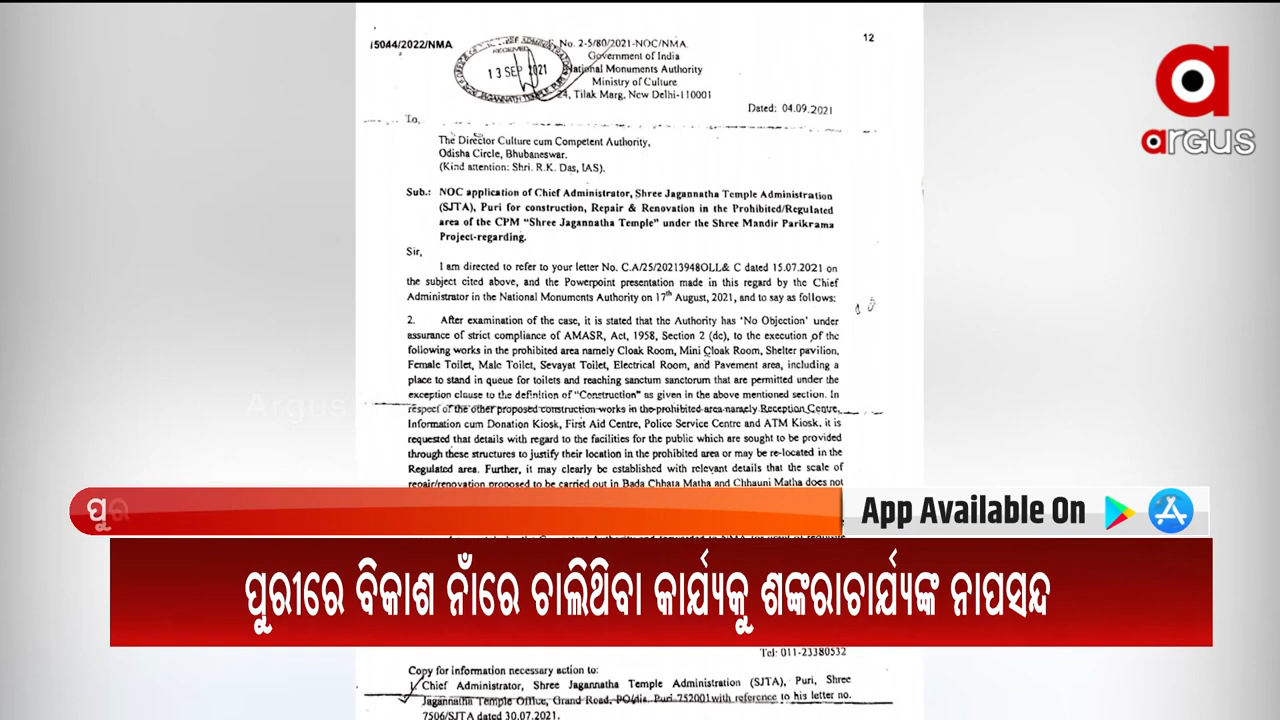 15044/2022/NMA
No. 2-5/80/2021-NOC/NMA
12
Government of India
National Monuments Authority
Ministry of Culture
24, Tilak Marg, New Delhi-110001
RECEIVED
13 SEP 2021
JAGANNATH TEMPLE PURI
Dated: 04.09.2021
argus
To,
The Director Culture cum Competent Authority,
Odisha Circle, Bhubaneswar.
(Kind attention: Shri. R.K. Das, IAS).
Sub.: NOC application of Chief Administrator, Shree Jagannatha Temple Administration
(SJTA), Puri for construction, Repair & Renovation in the Prohibited/Regulated
area of the CPM "Shree Jagannatha Temple" under the Shree Mandir Parikrama
Project-regarding.
Sir,
I am directed to refer to your letter No. C.A/25/20213948OLL& C dated 15.07.2021 on
the subject cited above, and the Powerpoint presentation made in this regard by the Chief
Administrator in the National Monuments Authority on 17th August, 2021, and to say as follows:
2. After examination of the case, it is stated that the Authority has 'No Objection' under
assurance of strict compliance of AMASR, Act, 1958, Section 2 (dc), to the execution of the
following works in the prohibited area namely Cloak Room, Mini Cloak Room, Shelter pavilion,
Female Toilet, Male Toilet, Sevayat Toilet, Electrical Room, and Pavement area, including a
place to stand in queue for toilets and reaching sanctum sanctorum that are permitted under the
exception clause to the definition of "Construction" as given in the above mentioned section. In
respect of the other proposed construction works in the prohibited area namely Reception Centre,
Information cum Donation Kiosk, First Aid Centre, Police Service Centre and ATM Kiosk, it is
requested that details with regard to the facilities for the public which are sought to be provided
through these structures to justify their location in the prohibited area or may be re-located in the
Regulated area. Further, it may clearly be established with relevant details that the scale of
repair/renovation proposed to be carried out in Bada Chhata Matha and Chhauni Matha does not
Argus
ପୁର
App Available On
ପୁରୀରେ ବିକାଶ ନାଁରେ ଚାଲିଥିବା କାର୍ଯ୍ୟକୁ ଶଙ୍କରାଚାର୍ଯ୍ୟଙ୍କ ନାପସନ୍ଦ
Tel: 011-23380532
Copy for information necessary action to:
1. Chief Administrator, Shree Jagannatha Temple Administration (SJTA), Puri, Shree
Jagannatha Temple Office, Grand Road, PO/dia. Puri 752001with reference to his letter no.
7506/SJTA dated 30.07.2021.